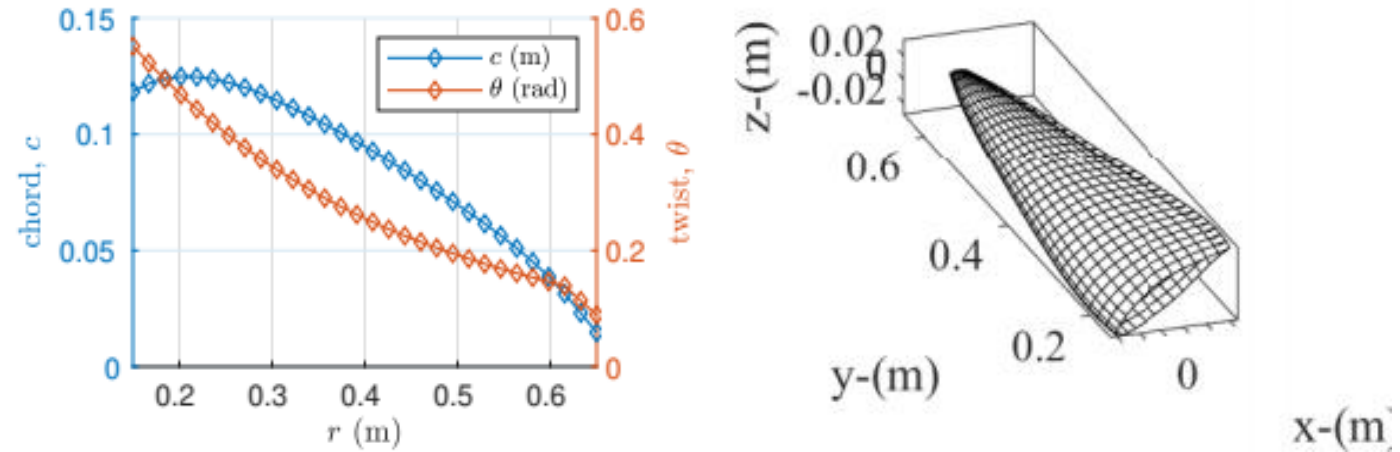 0.15
0.1
0.05
0
chord, c
0.6
0.4
0.2
0
twist, θ
c (m)
θ (rad)
0.2 0.3 0.4 0.5 0.6
r (m)
z-(m)
0.02
0
-0.02
0.6
0.4
0.2
y-(m)
0
x-(m)